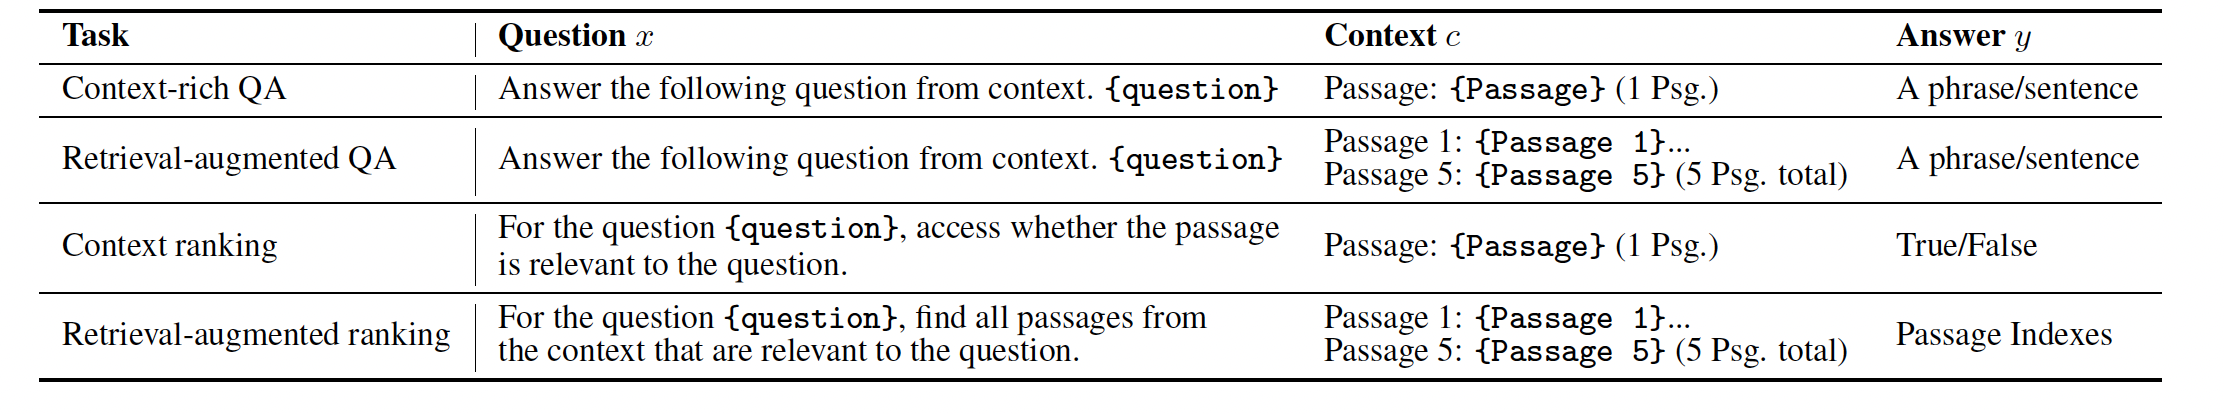 Task Question x Context c Answer y
Context-rich QA Answer the following question from context. {question} Passage: {Passage} (1 Psg.) A phrase/sentence
Retrieval-augmented QA Answer the following question from context. {question} Passage 1: {Passage 1}... A phrase/sentence
Passage 5: {Passage 5} (5 Psg. total)
Context ranking For the question {question}, access whether the passage Passage: {Passage} (1 Psg.) True/False
is relevant to the question.
Retrieval-augmented ranking For the question {question}, find all passages from Passage 1: {Passage 1}... Passage Indexes
the context that are relevant to the question. Passage 5: {Passage 5} (5 Psg. total)